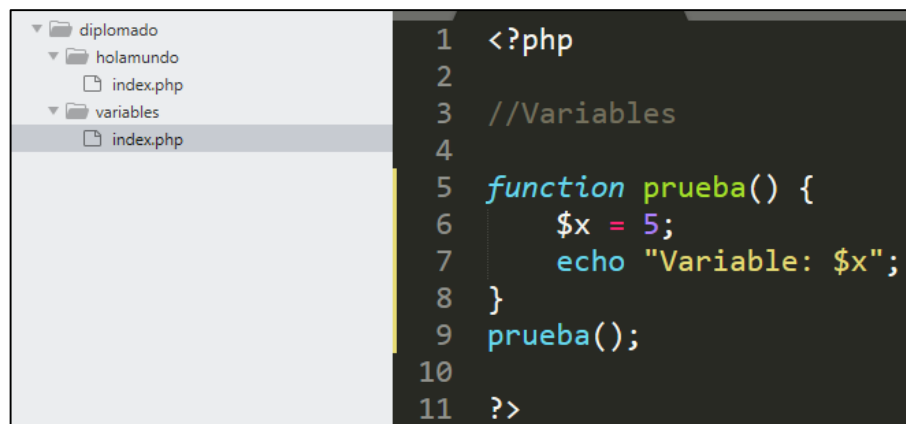 diplomado
holamundo
index.php
variables
index.php
1 <?php
2
3 //Variables
4
5 function prueba() {
6 $x = 5;
7 echo "Variable: $x";
8 }
9 prueba();
10
11 ?>